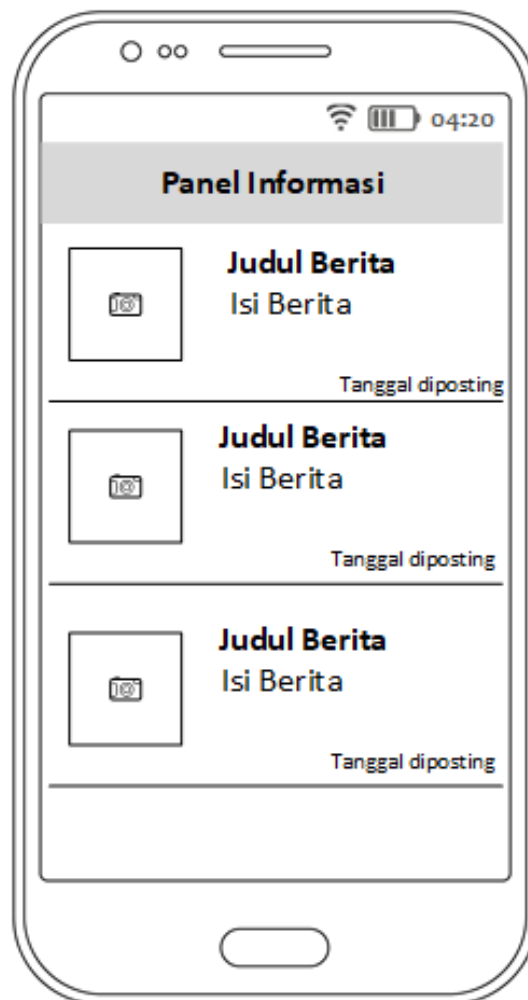 04:20
Panel Informasi
Judul Berita
Isi Berita
Tanggal diposting
Judul Berita
Isi Berita
Tanggal diposting
Judul Berita
Isi Berita
Tanggal diposting